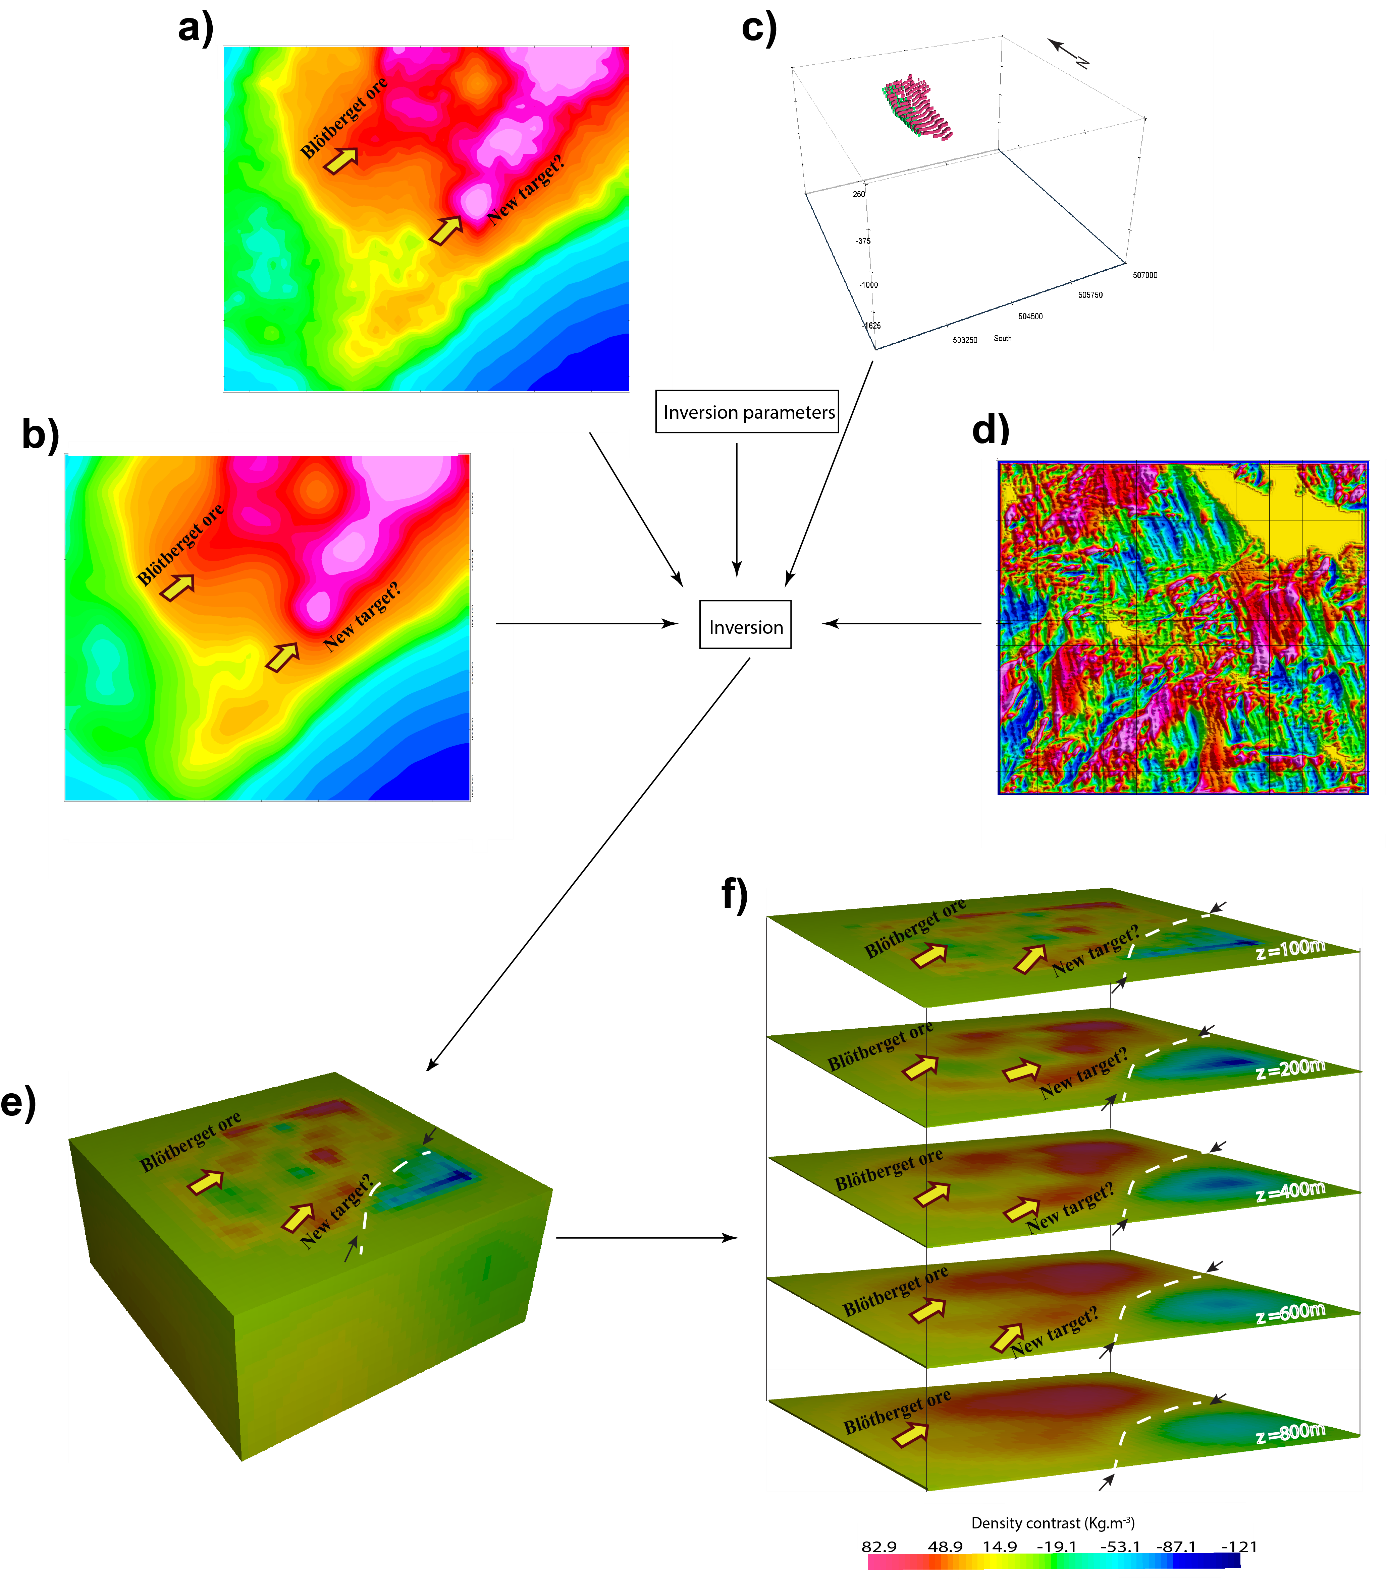 a)
Blötberget ore
New target?
c)
N
260
-375
-1000
-1625
503250
South
504500
505750
507000
Inversion parameters
b)
Blötberget ore
New target?
d)
Inversion
e)
Blötberget ore
New target?
f)
Blötberget ore
New target?
z =100m
Blötberget ore
New target?
z =200m
Blötberget ore
New target?
z =400m
Blötberget ore
New target?
z =600m
Blötberget ore
z =800m
Density contrast (Kg.m⁻³)
82.9 48.9 14.9 -19.1 -53.1 -87.1 -121